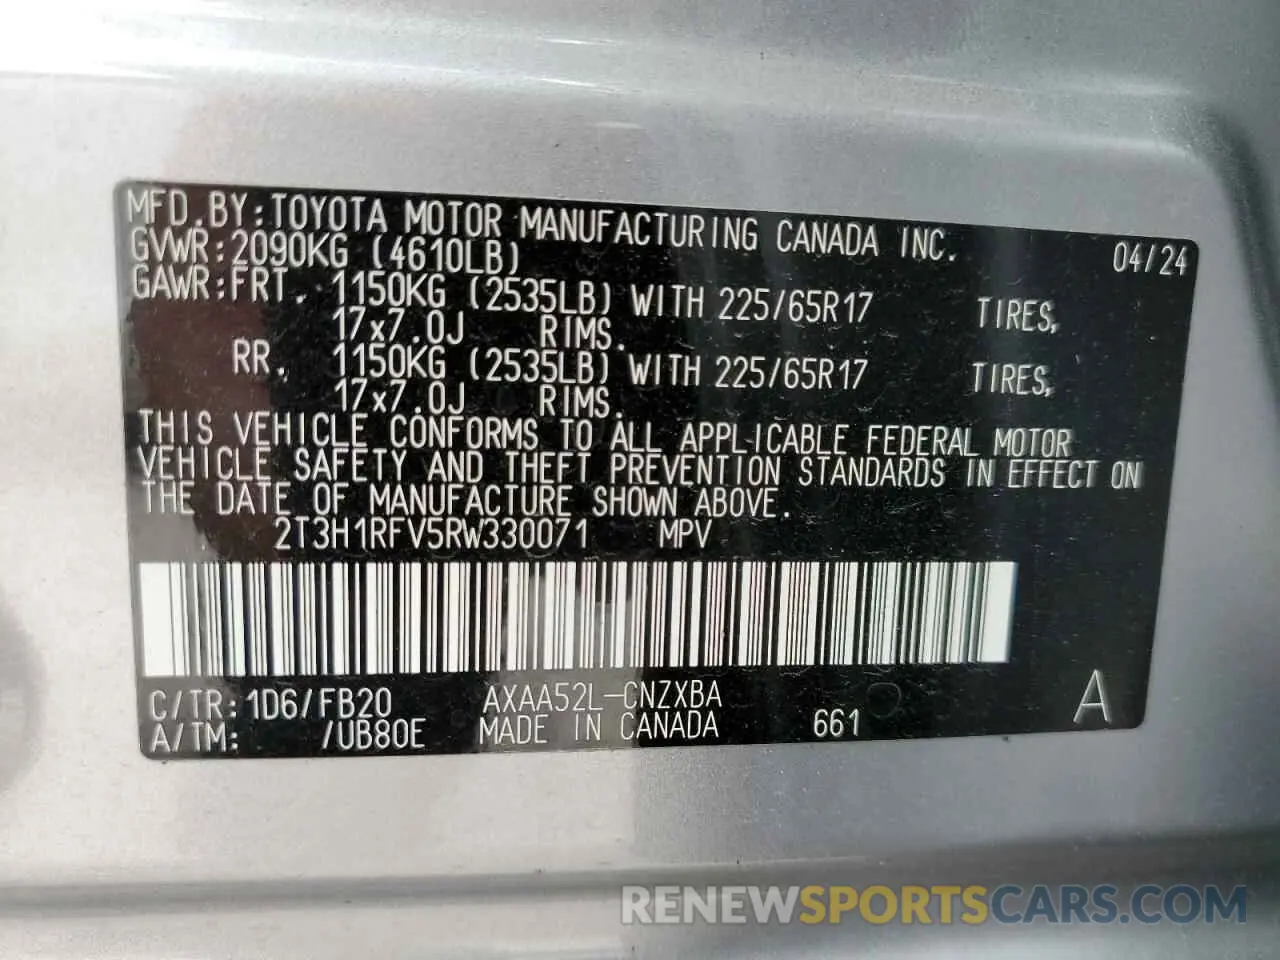 MFD.BY:TOYOTA MOTOR MANUFACTURING CANADA INC. 04/24
GVWR:2090KG (4610LB)
GAWR:FRT. 1150KG (2535LB) WITH 225/65R17 TIRES,
17x7.0J RIMS.
RR. 1150KG (2535LB) WITH 225/65R17 TIRES,
17x7.0J RIMS.
THIS VEHICLE CONFORMS TO ALL APPLICABLE FEDERAL MOTOR
VEHICLE SAFETY AND THEFT PREVENTION STANDARDS IN EFFECT ON
THE DATE OF MANUFACTURE SHOWN ABOVE.
2T3H1RFV5RW330071 MPV
C/TR:1D6/FB20 AXAA52L-CNZXBA
A/TM: /UB80E MADE IN CANADA 661 A
RENEWSPORTSCARS.COM